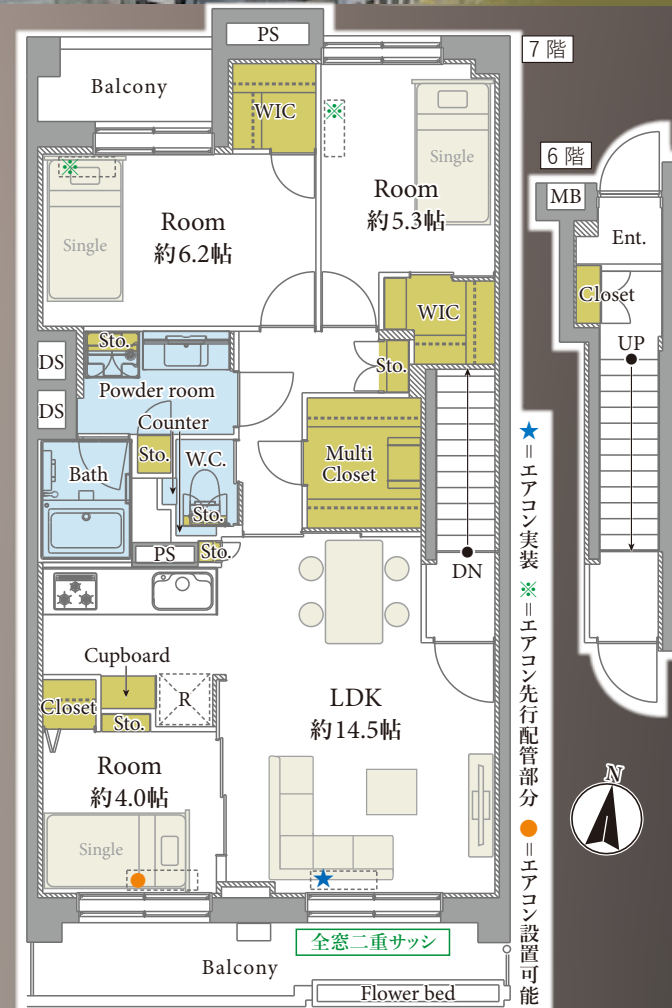 PS
7階
Balcony
WIC
※
Single
6階
※
Room
約5.3帖
MB
Room
約6.2帖
Single
Ent.
Closet
WIC
UP
Sto.
DS
Sto.
Powder room
DS
Counter
Sto.
W.C.
Multi
Closet
Bath
Sto.
PS
Sto.
DN
★=エアコン実装 ※=エアコン先行配管部分 ●=エアコン設置可能
Cupboard
Closet
R
LDK
約14.5帖
Sto.
Room
約4.0帖
N
Single
全窓二重サッシ
Balcony
Flower bed